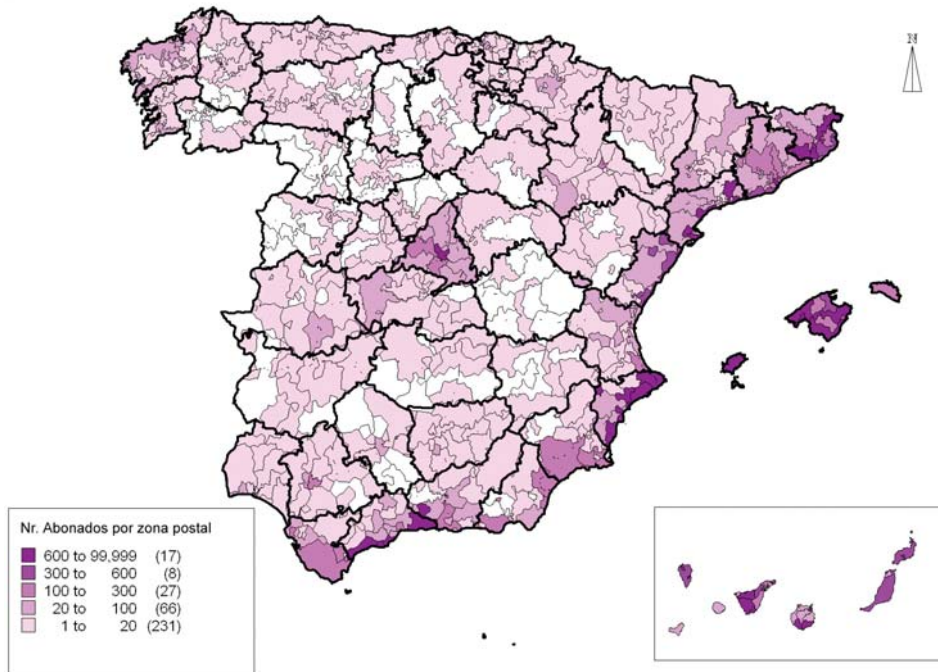 Nr. Abonados por zona postal
600 to 99,999 (17)
300 to 600 (8)
100 to 300 (27)
20 to 100 (66)
1 to 20 (231)